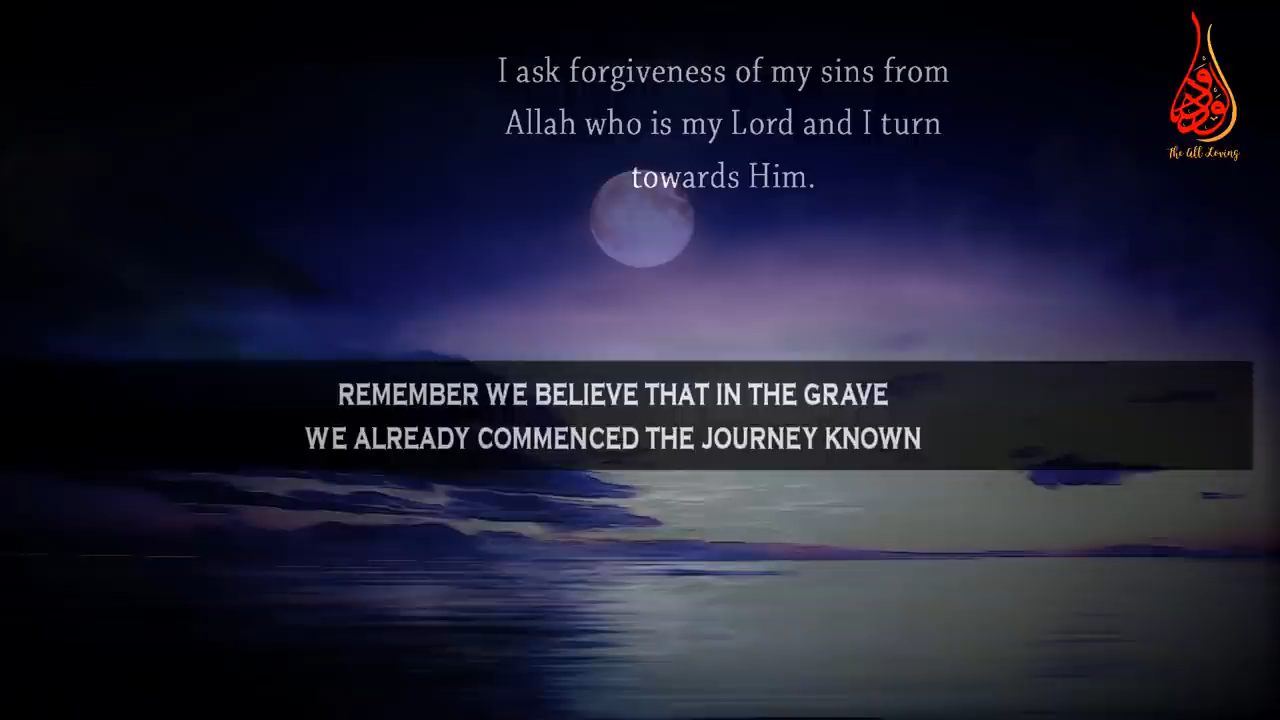 I ask forgiveness of my sins from
Allah who is my Lord and I turn
towards Him.
الودود
The All Loving
REMEMBER WE BELIEVE THAT IN THE GRAVE
WE ALREADY COMMENCED THE JOURNEY KNOWN